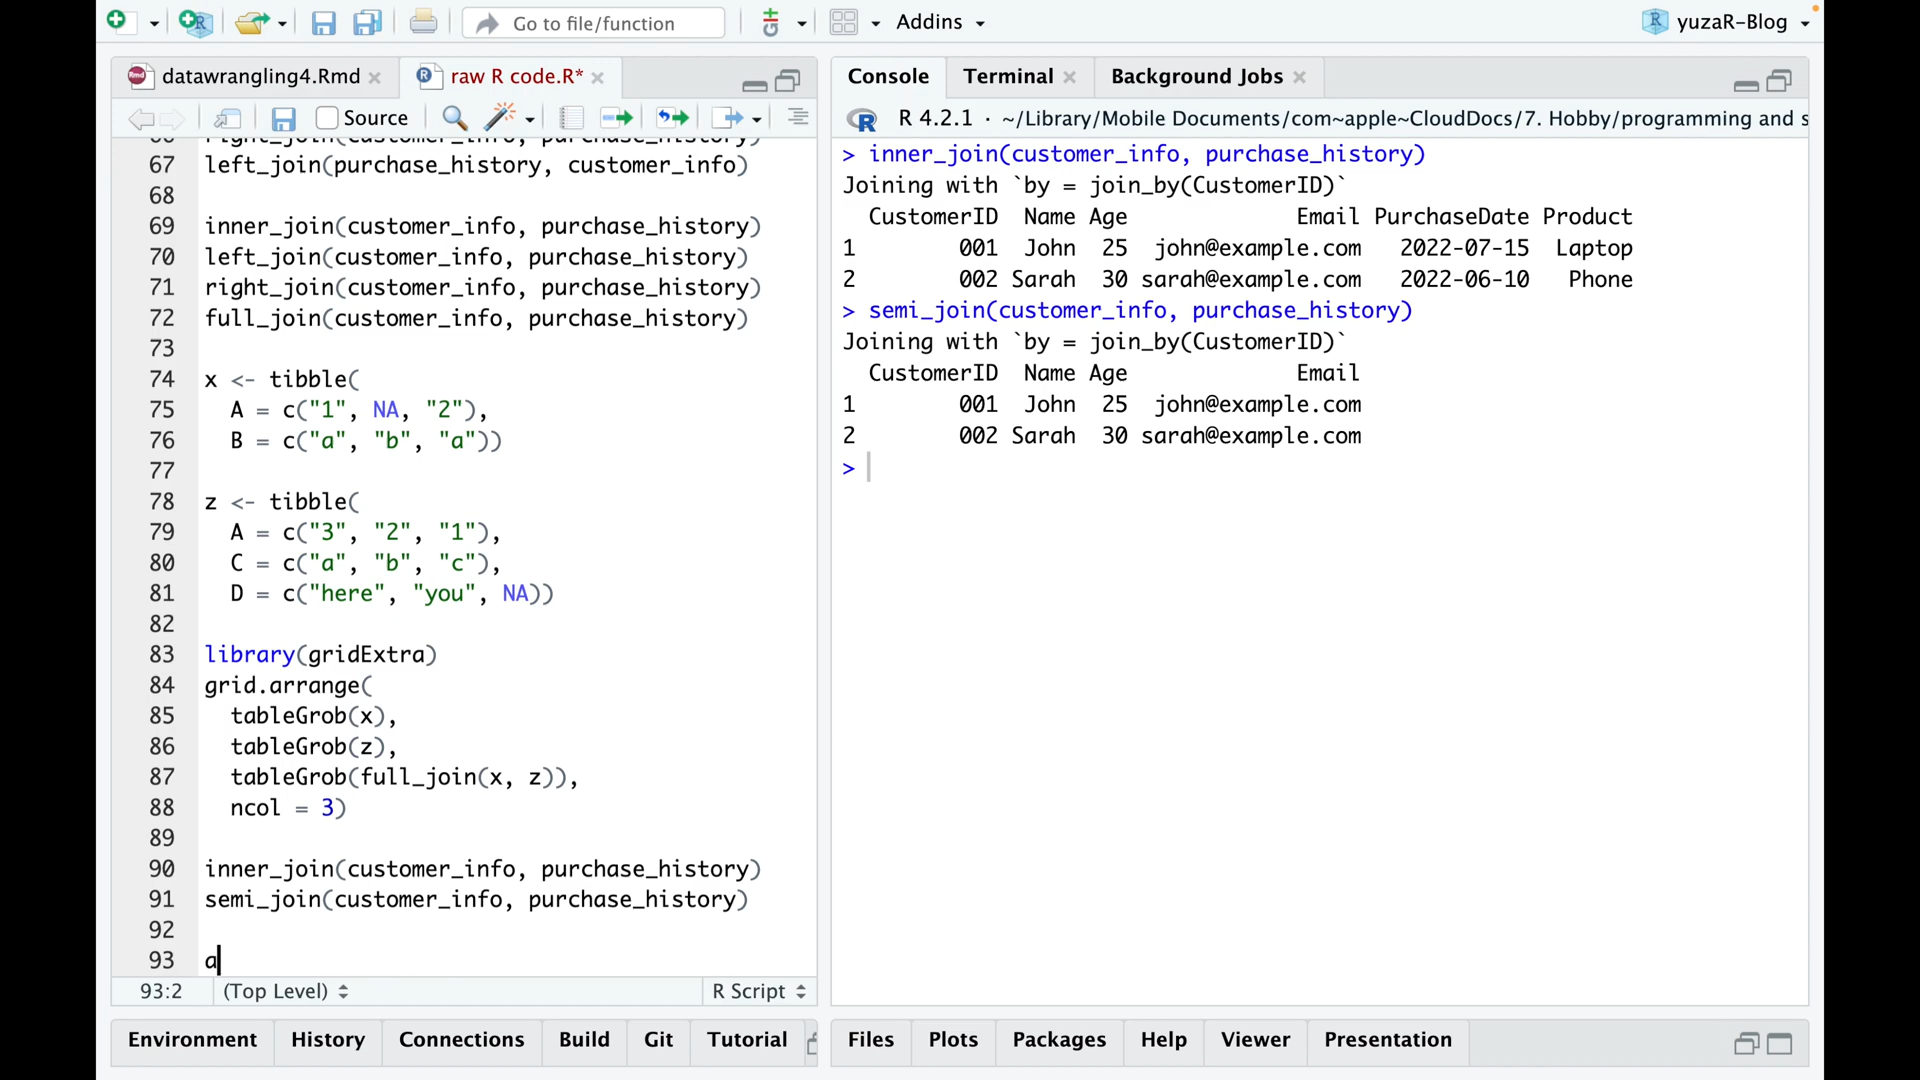 Go to file/function
Addins
yuzaR-Blog
datawrangling4.Rmd
raw R code.R*
Source
67 left_join(purchase_history, customer_info)
68
69 inner_join(customer_info, purchase_history)
70 left_join(customer_info, purchase_history)
71 right_join(customer_info, purchase_history)
72 full_join(customer_info, purchase_history)
73
74 x <- tibble(
75 A = c("1", NA, "2"),
76 B = c("a", "b", "a"))
77
78 z <- tibble(
79 A = c("3", "2", "1"),
80 C = c("a", "b", "c"),
81 D = c("here", "you", NA))
82
83 library(gridExtra)
84 grid.arrange(
85 tableGrob(x),
86 tableGrob(z),
87 tableGrob(full_join(x, z)),
88 ncol = 3)
89
90 inner_join(customer_info, purchase_history)
91 semi_join(customer_info, purchase_history)
92
93 a
93:2 (Top Level) R Script
Environment History Connections Build Git Tutorial
Console Terminal Background Jobs
R 4.2.1 · ~/Library/Mobile Documents/com~apple~CloudDocs/7. Hobby/programming and s
> inner_join(customer_info, purchase_history)
Joining with `by = join_by(CustomerID)`
CustomerID Name Age Email PurchaseDate Product
1 001 John 25 john@example.com 2022-07-15 Laptop
2 002 Sarah 30 sarah@example.com 2022-06-10 Phone
> semi_join(customer_info, purchase_history)
Joining with `by = join_by(CustomerID)`
CustomerID Name Age Email
1 001 John 25 john@example.com
2 002 Sarah 30 sarah@example.com
>
Files Plots Packages Help Viewer Presentation